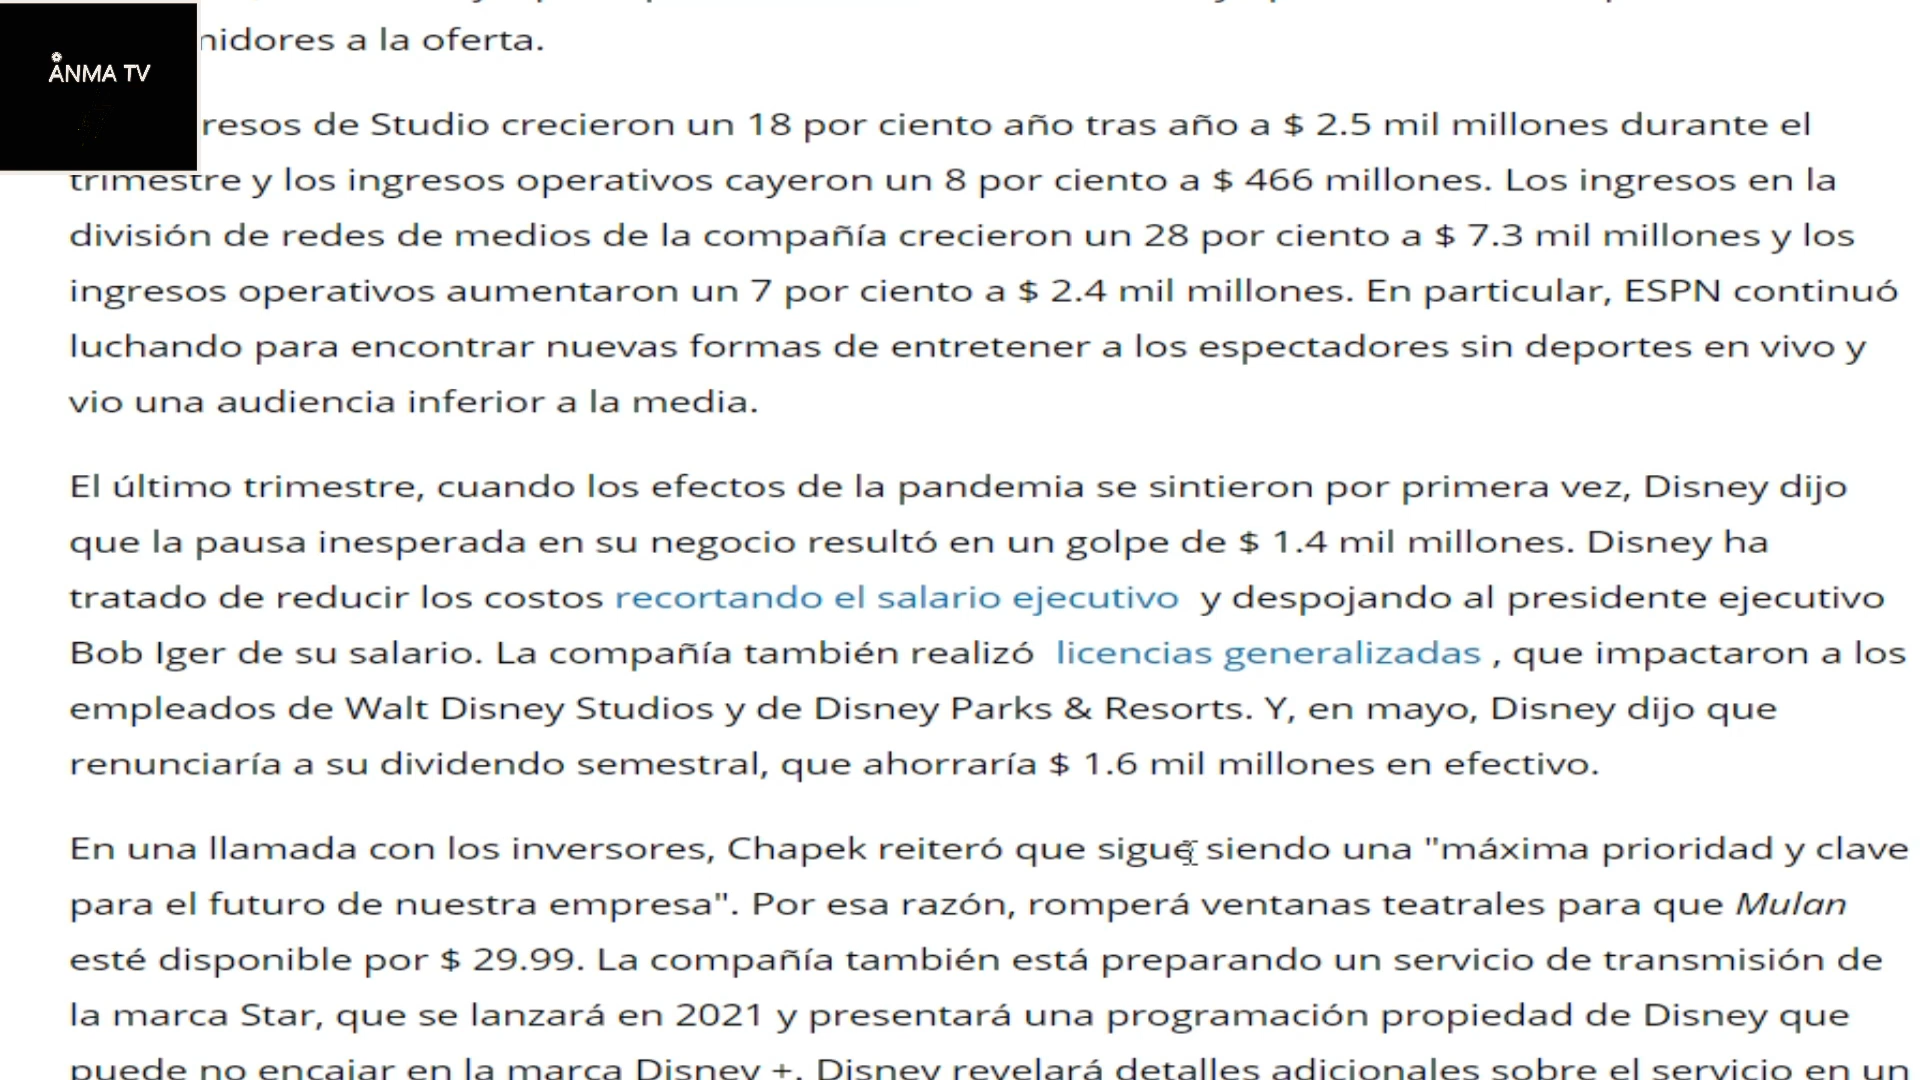 ÅNMA TV
a la oferta.
de Studio crecieron un 18 por ciento año tras año a $ 2.5 mil millones durante el
trimestre y los ingresos operativos cayeron un 8 por ciento a $ 466 millones. Los ingresos en la
división de redes de medios de la compañía crecieron un 28 por ciento a $ 7.3 mil millones y los
ingresos operativos aumentaron un 7 por ciento a $ 2.4 mil millones. En particular, ESPN continuó
luchando para encontrar nuevas formas de entretener a los espectadores sin deportes en vivo y
vio una audiencia inferior a la media.
El último trimestre, cuando los efectos de la pandemia se sintieron por primera vez, Disney dijo
que la pausa inesperada en su negocio resultó en un golpe de $ 1.4 mil millones. Disney ha
tratado de reducir los costos recortando el salario ejecutivo y despojando al presidente ejecutivo
Bob Iger de su salario. La compañía también realizó licencias generalizadas , que impactaron a los
empleados de Walt Disney Studios y de Disney Parks & Resorts. Y, en mayo, Disney dijo que
renunciaría a su dividendo semestral, que ahorraría $ 1.6 mil millones en efectivo.
En una llamada con los inversores, Chapek reiteró que sigue siendo una "máxima prioridad y clave
para el futuro de nuestra empresa". Por esa razón, romperá ventanas teatrales para que Mulan
esté disponible por $ 29.99. La compañía también está preparando un servicio de transmisión de
la marca Star, que se lanzará en 2021 y presentará una programación propiedad de Disney que
puede no encajar en la marca Disney +. Disney revelará detalles adicionales sobre el servicio en un